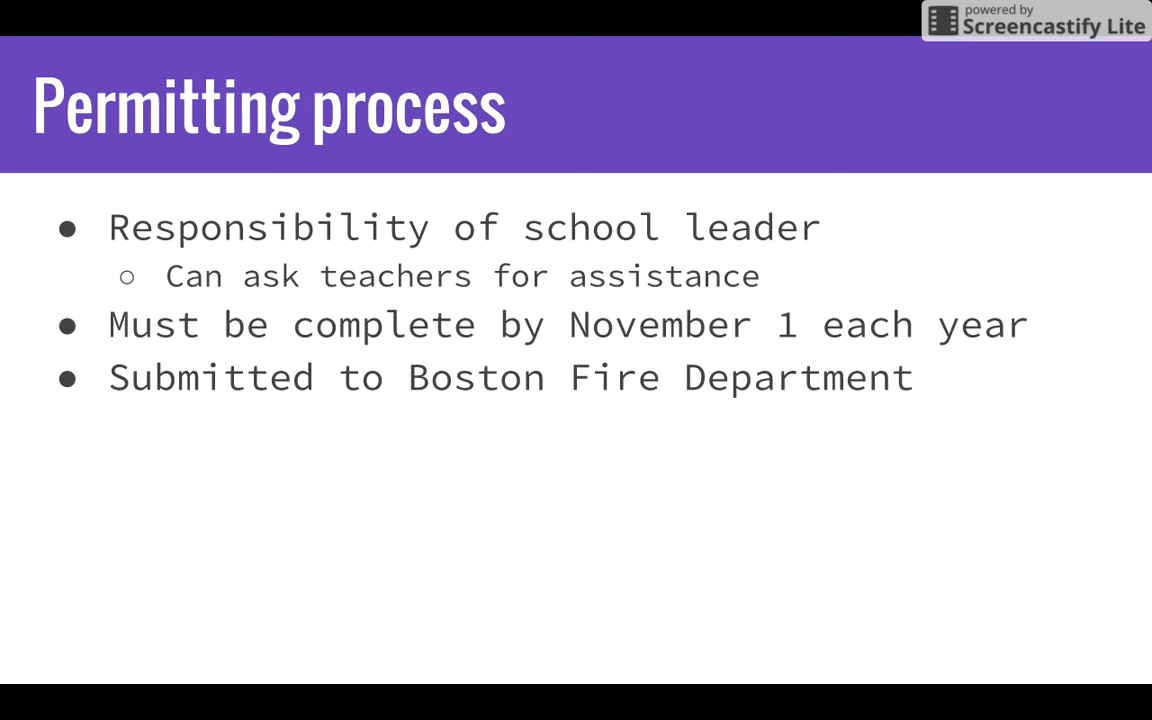 powered by
Screencastify Lite
Permitting process
● Responsibility of school leader
○ Can ask teachers for assistance
● Must be complete by November 1 each year
● Submitted to Boston Fire Department